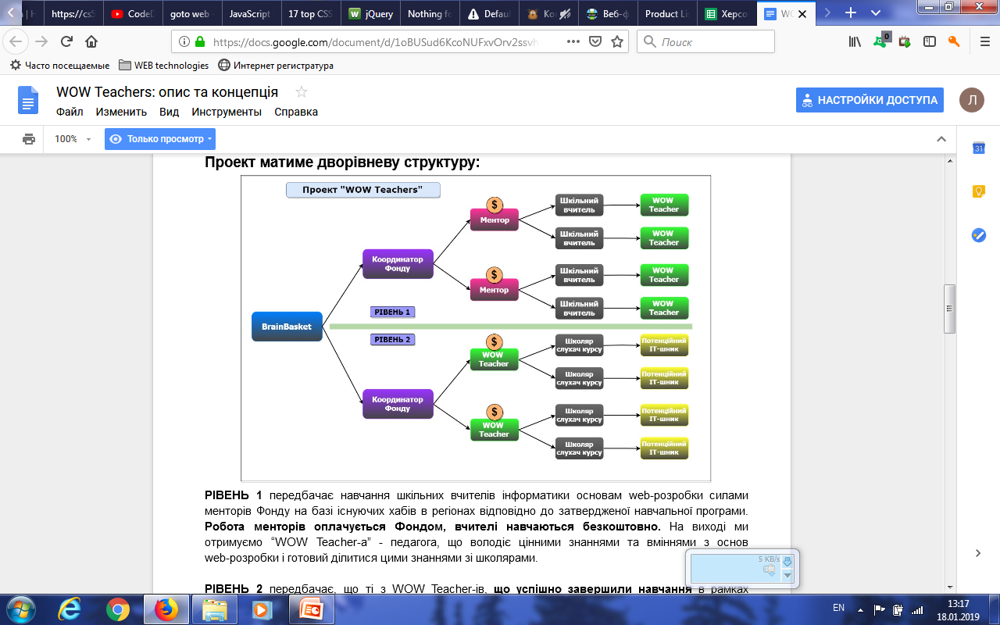 https://cs5
CodeD
goto web -
JavaScript
17 top CSS
jQuery
Nothing fo
Defaul
Ко
Веб-ф
Product Lis
Херсо
https://docs.google.com/document/d/1oBUSud6KcoNUFxvOrv2ssvh
Поиск
0
Часто посещаемые WEB technologies Интернет регистратура
WOW Teachers: опис та концепція
Файл Изменить Вид Инструменты Справка
НАСТРОЙКИ ДОСТУПА
Л
100% Только просмотр
31
Проект матиме дворівневу структуру:
Проект "WOW Teachers"
BrainBasket
РІВЕНЬ 1
Координатор
Фонду
$
Ментор
Шкільний
вчитель
WOW
Teacher
Шкільний
вчитель
WOW
Teacher
$
Ментор
Шкільний
вчитель
WOW
Teacher
Шкільний
вчитель
WOW
Teacher
РІВЕНЬ 2
Координатор
Фонду
$
WOW
Teacher
Школяр
слухач курсу
Потенційний
ІТ-шник
Школяр
слухач курсу
Потенційний
ІТ-шник
$
WOW
Teacher
Школяр
слухач курсу
Потенційний
ІТ-шник
Школяр
слухач курсу
Потенційний
ІТ-шник
РІВЕНЬ 1 передбачає навчання шкільних вчителів інформатики основам web-розробки силами
менторів Фонду на базі існуючих хабів в регіонах відповідно до затвердженої навчальної програми.
Робота менторів оплачується Фондом, вчителі навчаються безкоштовно. На виході ми
отримуємо “WOW Teacher-а” - педагога, що володіє цінними знаннями та вміннями з основ
web-розробки і готовий ділитися цими знаннями зі школярами.
РІВЕНЬ 2 передбачає, що ті з WOW Teacher-ів, що успішно завершили навчання в рамках
5 KB/s
EN
13:17
18.01.2019